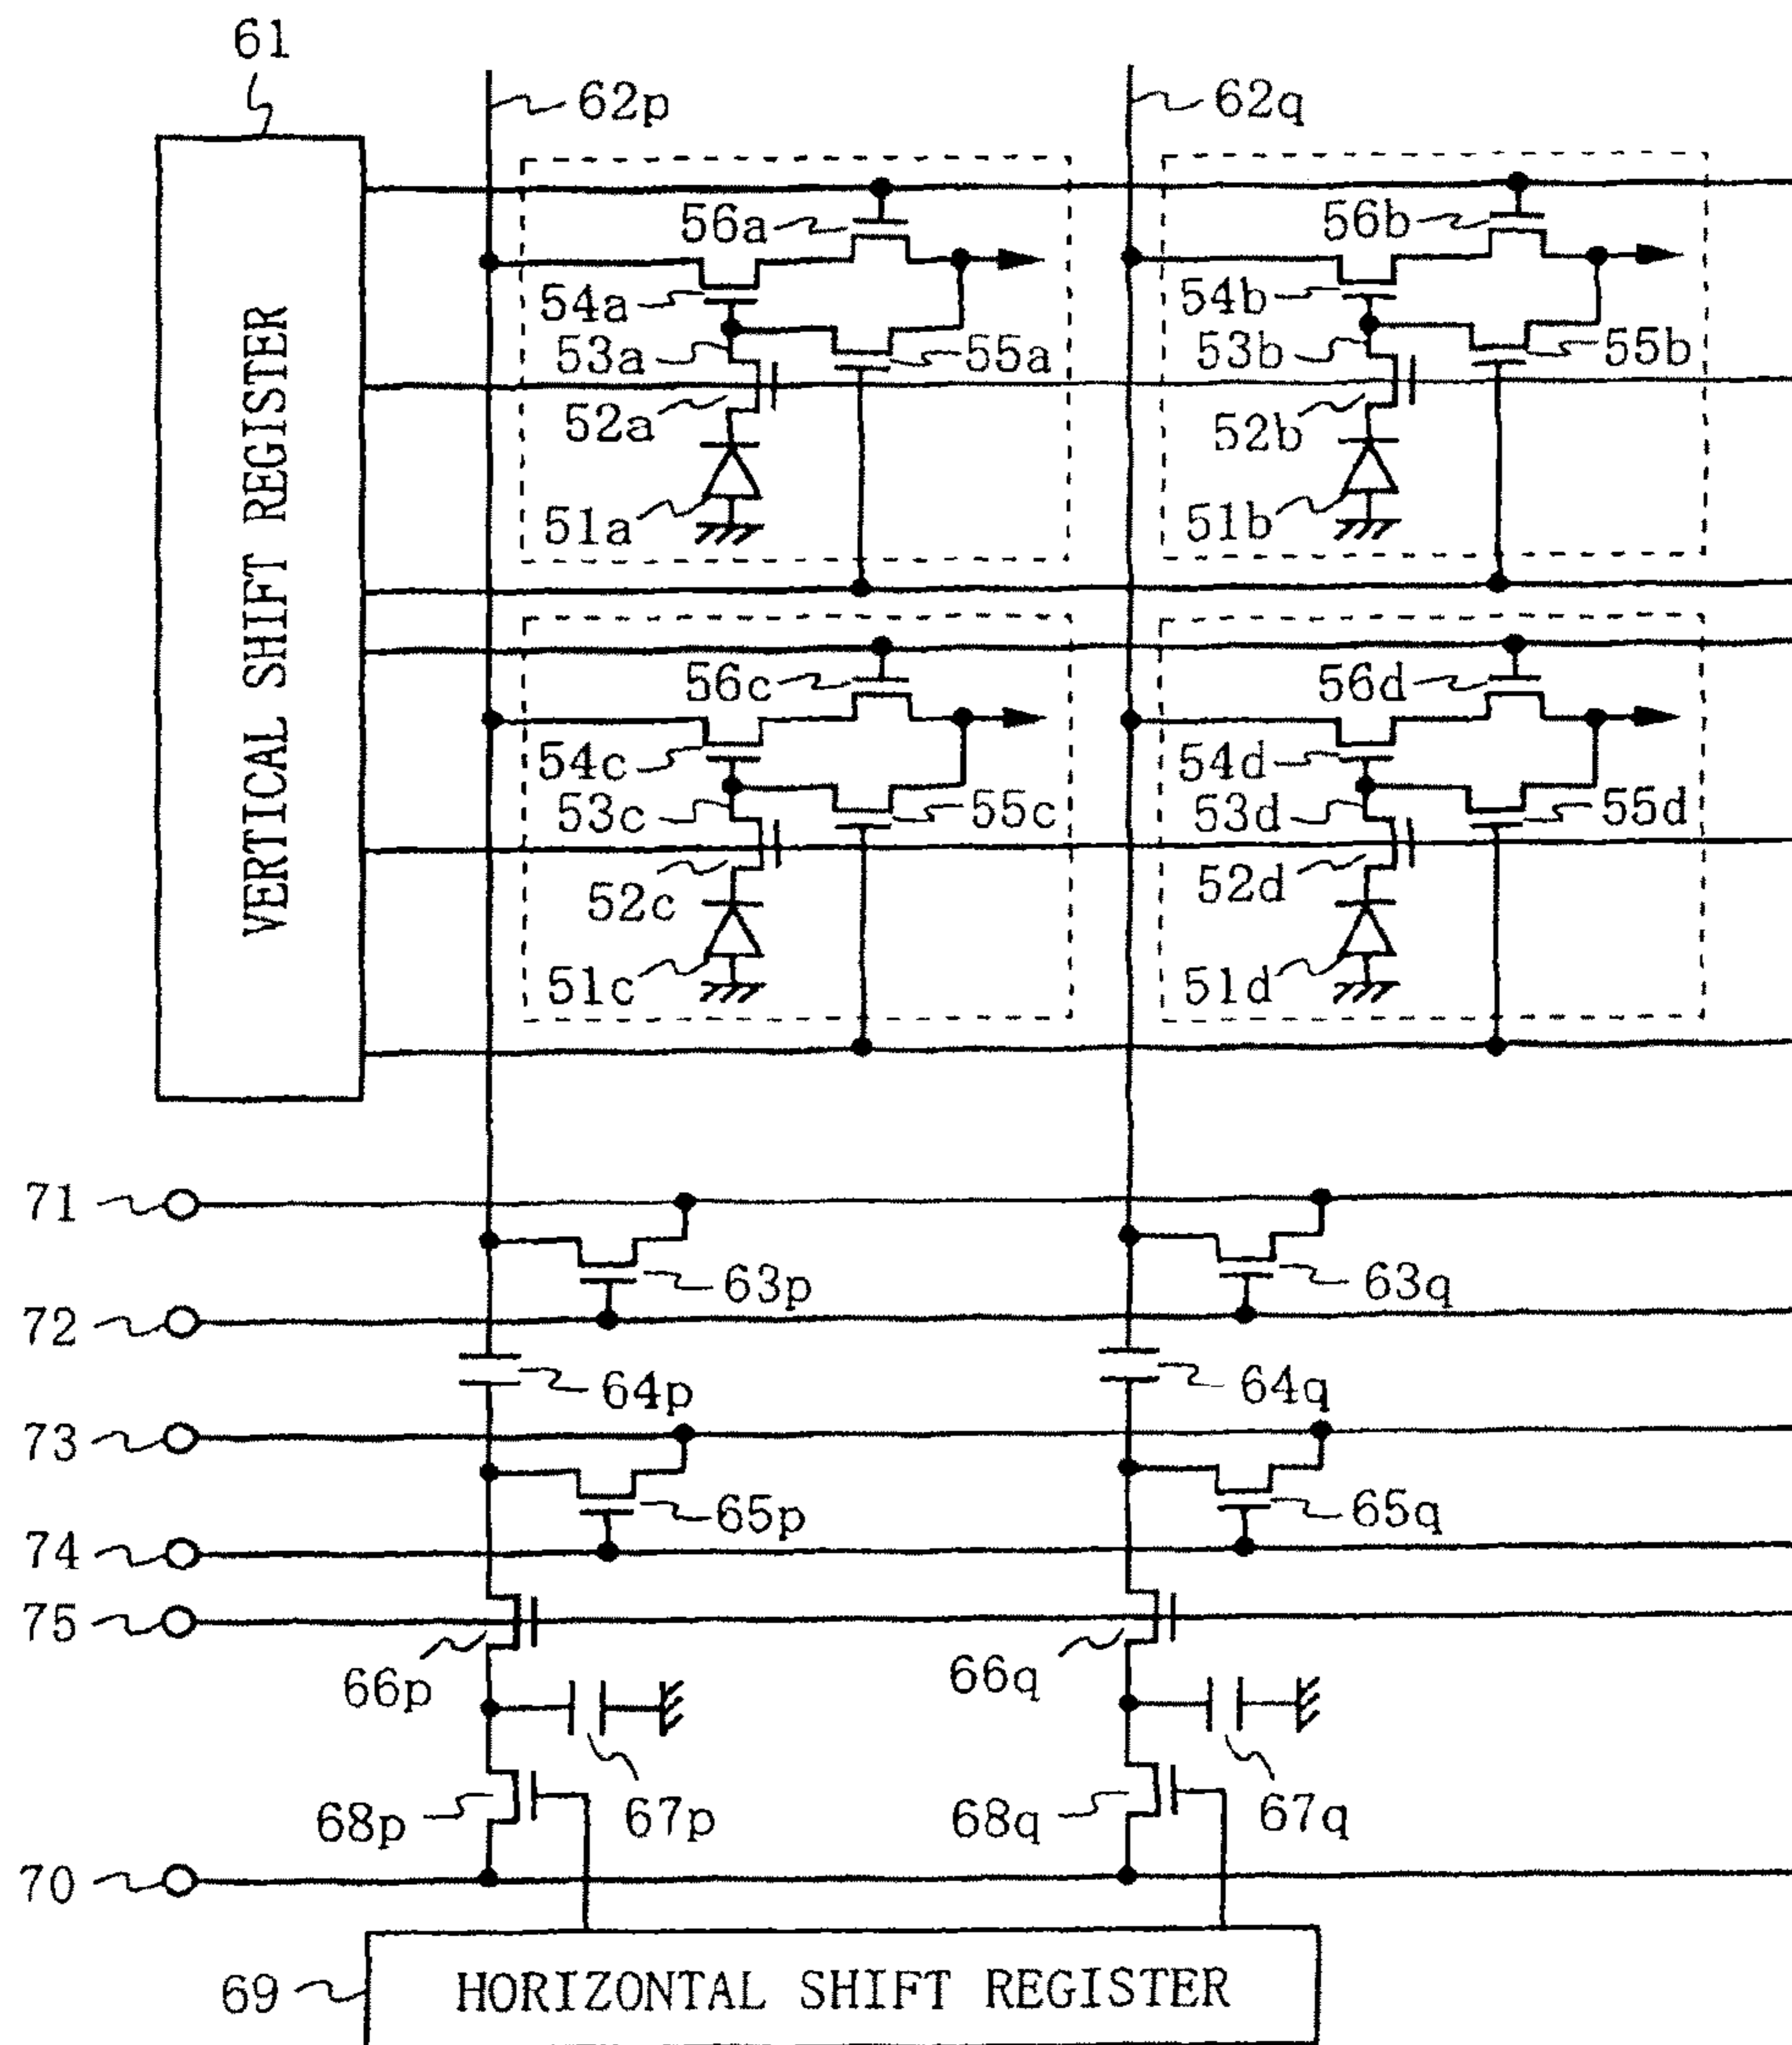 61
62p
62q
VERTICAL SHIFT REGISTER
56a
56b
54a
54b
53a
55a
53b
55b
52a
52b
51a
51b
56c
56d
54c
54d
53c
55c
53d
55d
52c
52d
51c
51d
71
63p
63q
72
64p
64q
73
65p
65q
74
75
66p
66q
68p
67p
68q
67q
70
69
HORIZONTAL SHIFT REGISTER